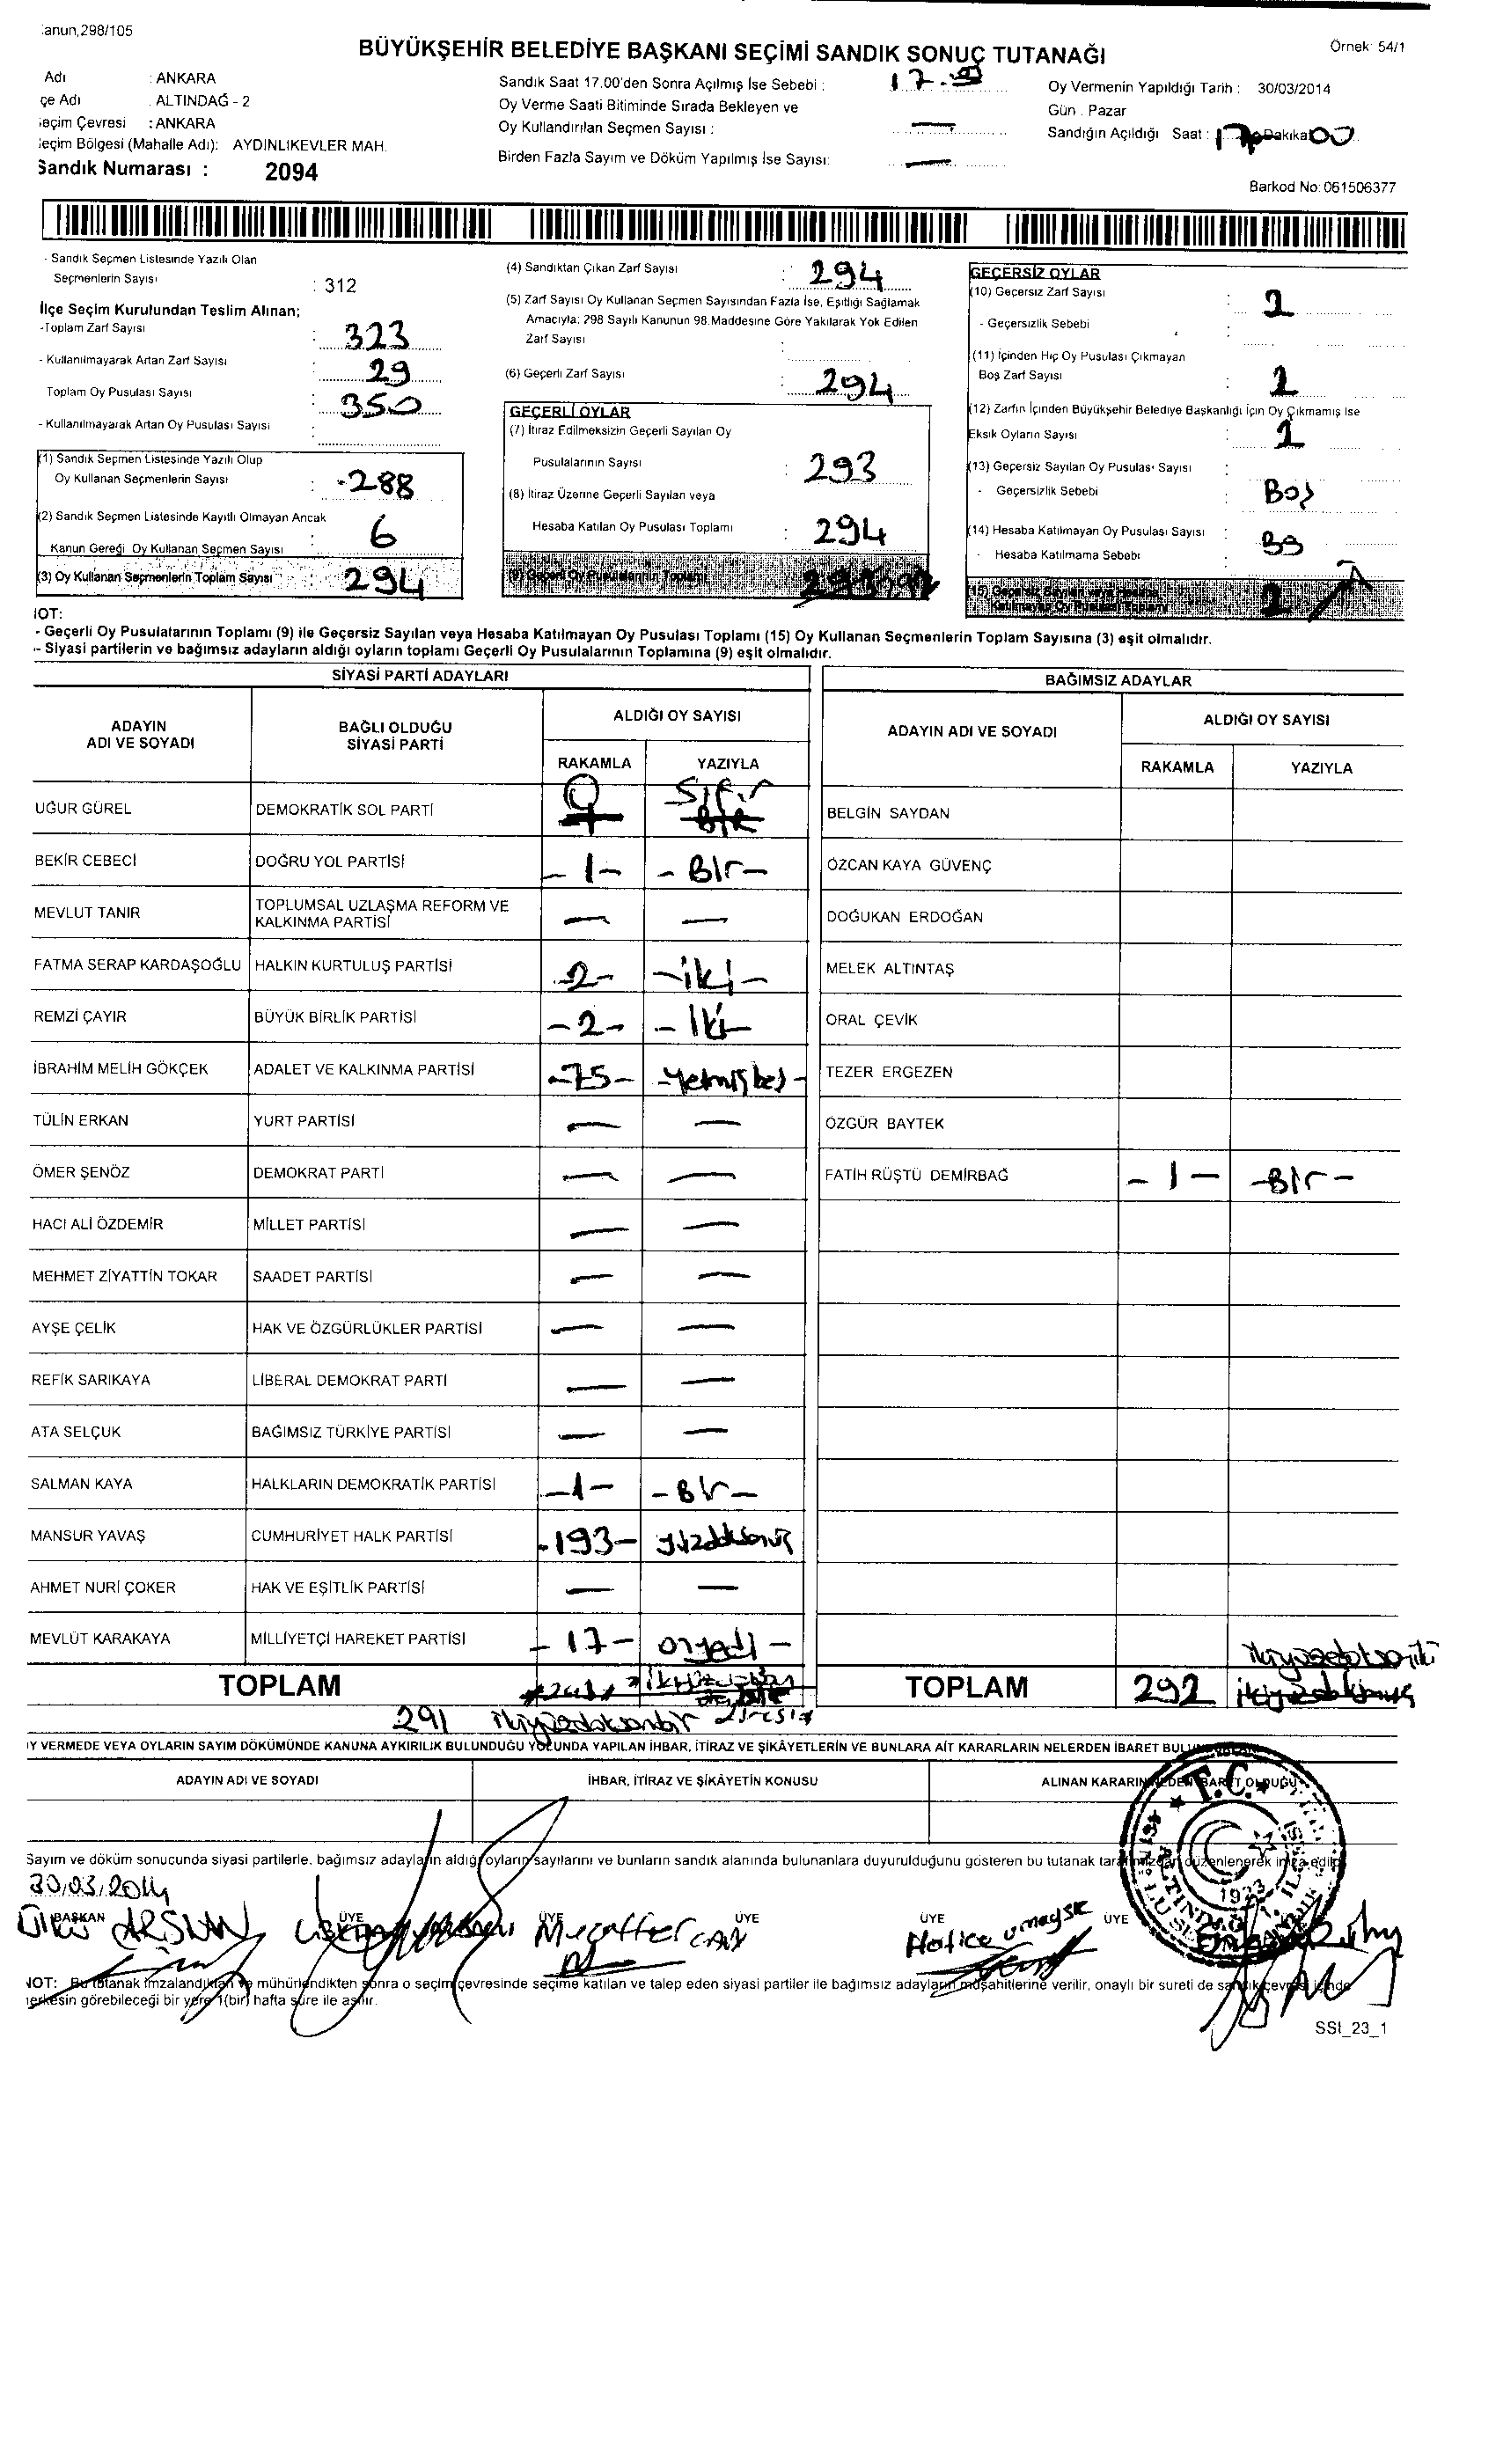 anun,298/105
BÜYÜKŞEHİR BELEDİYE BAŞKANI SEÇİMİ SANDIK SONUÇ TUTANAĞI
Örnek: 54/1
Adı : ANKARA
çe Adı . ALTINDAĞ - 2
eçim Çevresi : ANKARA
eçim Bölgesi (Mahalle Adı): AYDINLIKEVLER MAH.
Sandık Numarası : 2094
Sandık Saat 17.00'den Sonra Açılmış İse Sebebi :
Oy Verme Saati Bitiminde Sırada Bekleyen ve
Oy Kullandırılan Seçmen Sayısı : —
Birden Fazla Sayım ve Döküm Yapılmış İse Sayısı: —
Oy Vermenin Yapıldığı Tarih : 30/03/2014
Gün . Pazar
Sandığın Açıldığı Saat : Dakika 00
Barkod No: 061506377
- Sandık Seçmen Listesinde Yazılı Olan
Seçmenlerin Sayısı : 312
İlçe Seçim Kurulundan Teslim Alınan;
-Toplam Zarf Sayısı : 323
- Kullanılmayarak Artan Zarf Sayısı : 29
Toplam Oy Pusulası Sayısı : 350
- Kullanılmayarak Artan Oy Pusulası Sayısı :
(1) Sandık Seçmen Listesinde Yazılı Olup
Oy Kullanan Seçmenlerin Sayısı : -288
(2) Sandık Seçmen Listesinde Kayıtlı Olmayan Ancak
Kanun Gereği Oy Kullanan Seçmen Sayısı : 6
(3) Oy Kullanan Seçmenlerin Toplam Sayısı : 294
(4) Sandıktan Çıkan Zarf Sayısı : 294
(5) Zarf Sayısı Oy Kullanan Seçmen Sayısından Fazla İse, Eşitliği Sağlamak
Amacıyla; 298 Sayılı Kanunun 98.Maddesine Göre Yakılarak Yok Edilen
Zarf Sayısı :
(6) Geçerli Zarf Sayısı : 294
GEÇERLİ OYLAR
(7) İtiraz Edilmeksizin Geçerli Sayılan Oy
Pusulalarının Sayısı : 293
(8) İtiraz Üzerine Geçerli Sayılan veya
Hesaba Katılan Oy Pusulası Toplamı : 294
(9) Geçerli Oy Pusulalarının Toplamı
GEÇERSİZ OYLAR
(10) Geçersiz Zarf Sayısı :
- Geçersizlik Sebebi :
(11) İçinden Hiç Oy Pusulası Çıkmayan
Boş Zarf Sayısı :
(12) Zarfın İçinden Büyükşehir Belediye Başkanlığı İçin Oy Çıkmamış İse
Eksik Oyların Sayısı :
(13) Geçersiz Sayılan Oy Pusulası Sayısı :
- Geçersizlik Sebebi : Boş
(14) Hesaba Katılmayan Oy Pusulası Sayısı :
- Hesaba Katılmama Sebebi :
(15) Geçersiz Sayılan veya Hesaba
Katılmayan Oy Pusulası Toplamı
NOT:
- Geçerli Oy Pusulalarının Toplamı (9) ile Geçersiz Sayılan veya Hesaba Katılmayan Oy Pusulası Toplamı (15) Oy Kullanan Seçmenlerin Toplam Sayısına (3) eşit olmalıdır.
- Siyasi partilerin ve bağımsız adayların aldığı oyların toplamı Geçerli Oy Pusulalarının Toplamına (9) eşit olmalıdır.
SİYASİ PARTİ ADAYLARI
BAĞIMSIZ ADAYLAR
ADAYIN ADI VE SOYADI
BAĞLI OLDUĞU SİYASİ PARTİ
ALDIĞI OY SAYISI
RAKAMLA YAZIYLA
ADAYIN ADI VE SOYADI
ALDIĞI OY SAYISI
RAKAMLA YAZIYLA
UĞUR GÜREL DEMOKRATİK SOL PARTİ 0 Sıfır BELGİN SAYDAN
BEKİR CEBECİ DOĞRU YOL PARTİSİ -1- -Bir- ÖZCAN KAYA GÜVENÇ
MEVLUT TANIR TOPLUMSAL UZLAŞMA REFORM VE KALKINMA PARTİSİ — — DOĞUKAN ERDOĞAN
FATMA SERAP KARDAŞOĞLU HALKIN KURTULUŞ PARTİSİ -2- -iki- MELEK ALTINTAŞ
REMZİ ÇAYIR BÜYÜK BİRLİK PARTİSİ -2- -İki- ORAL ÇEVİK
İBRAHİM MELİH GÖKÇEK ADALET VE KALKINMA PARTİSİ -75- -Yetmişbeş- TEZER ERGEZEN
TÜLİN ERKAN YURT PARTİSİ — — ÖZGÜR BAYTEK
ÖMER ŞENÖZ DEMOKRAT PARTİ — — FATİH RÜŞTÜ DEMİRBAĞ -1- -Bir-
HACI ALİ ÖZDEMİR MİLLET PARTİSİ — —
MEHMET ZİYATTİN TOKAR SAADET PARTİSİ — —
AYŞE ÇELİK HAK VE ÖZGÜRLÜKLER PARTİSİ — —
REFİK SARIKAYA LİBERAL DEMOKRAT PARTİ — —
ATA SELÇUK BAĞIMSIZ TÜRKİYE PARTİSİ — —
SALMAN KAYA HALKLARIN DEMOKRATİK PARTİSİ -1- -Bir-
MANSUR YAVAŞ CUMHURİYET HALK PARTİSİ -193-
AHMET NURİ ÇOKER HAK VE EŞİTLİK PARTİSİ — —
MEVLÜT KARAKAYA MİLLİYETÇİ HAREKET PARTİSİ -17- onyedi-
TOPLAM
TOPLAM 292
291 ikiyüzdoksanbir
Y VERMEDE VEYA OYLARIN SAYIM DÖKÜMÜNDE KANUNA AYKIRILIK BULUNDUĞU YOLUNDA YAPILAN İHBAR, İTİRAZ VE ŞİKÂYETLERİN VE BUNLARA AİT KARARLARIN NELERDEN İBARET
ADAYIN ADI VE SOYADI
İHBAR, İTİRAZ VE ŞİKÂYETİN KONUSU
ALINAN KARARIN NEDEN İBARET OLDUĞU
T.C.
1923
Sayım ve döküm sonucunda siyasi partilerle, bağımsız adayların aldığı oyların sayılarını ve bunların sandık alanında bulunanlara duyurulduğunu gösteren bu tutanak tarafımızdan düzenlenerek imza edildi
30,03,2014
BAŞKAN ÜYE ÜYE ÜYE ÜYE ÜYE
ARSLAN Muzaffer CAN Hatice
NOT: Bu tutanak imzalandıktan ve mühürlendikten sonra o seçim çevresinde seçime katılan ve talep eden siyasi partiler ile bağımsız adayların müşahitlerine verilir, onaylı bir sureti de sandık çevresi içinde
herkesin görebileceği bir yere 1(bir) hafta süre ile asılır.
SSI_23_1